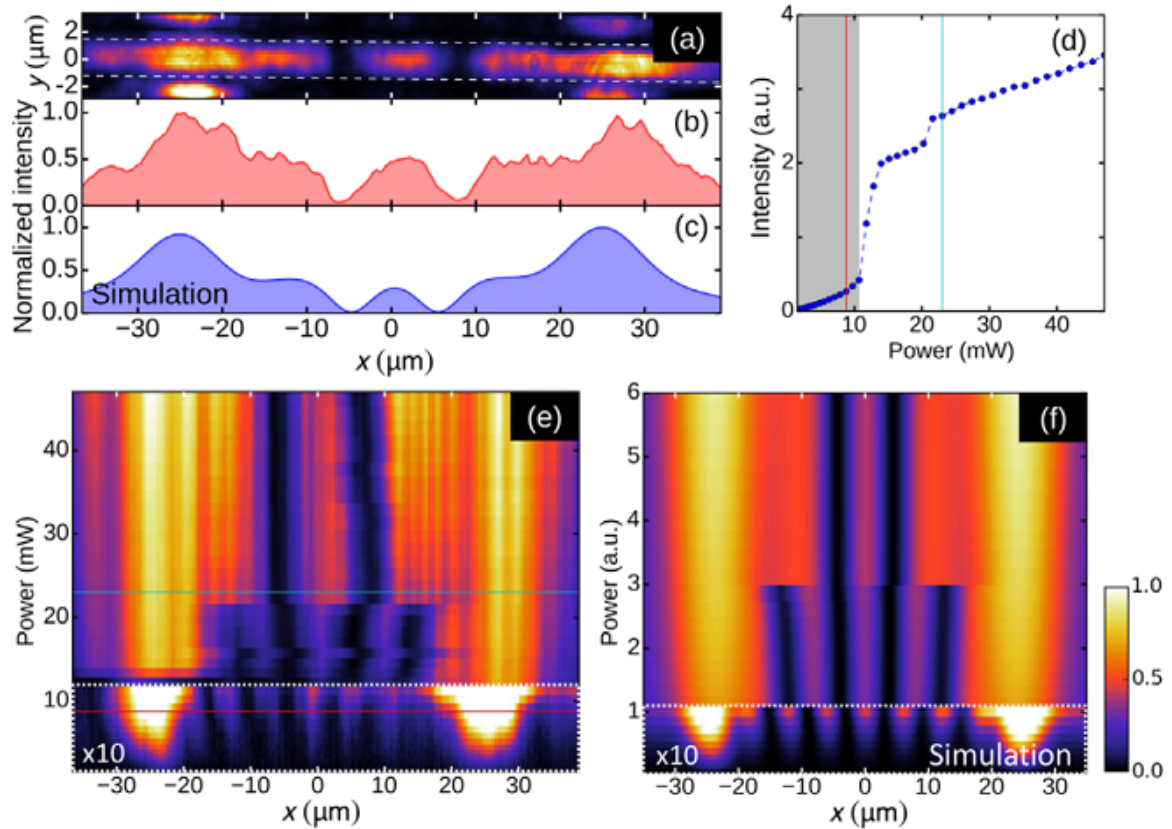 2
0
−2
y (µm)
(a)
Normalized intensity
1.0
0.5
0.0
(b)
1.0
0.5
0.0
(c)
Simulation
−30 −20 −10 0 10 20 30
x (µm)
4
2
0
Intensity (a.u.)
(d)
10 20 30 40
Power (mW)
(e)
40
30
20
10
Power (mW)
x10
−30 −20 −10 0 10 20 30
x (µm)
(f)
6
5
4
3
2
1
Power (a.u.)
x10
Simulation
−30 −20 −10 0 10 20 30
x (µm)
1.0
0.5
0.0